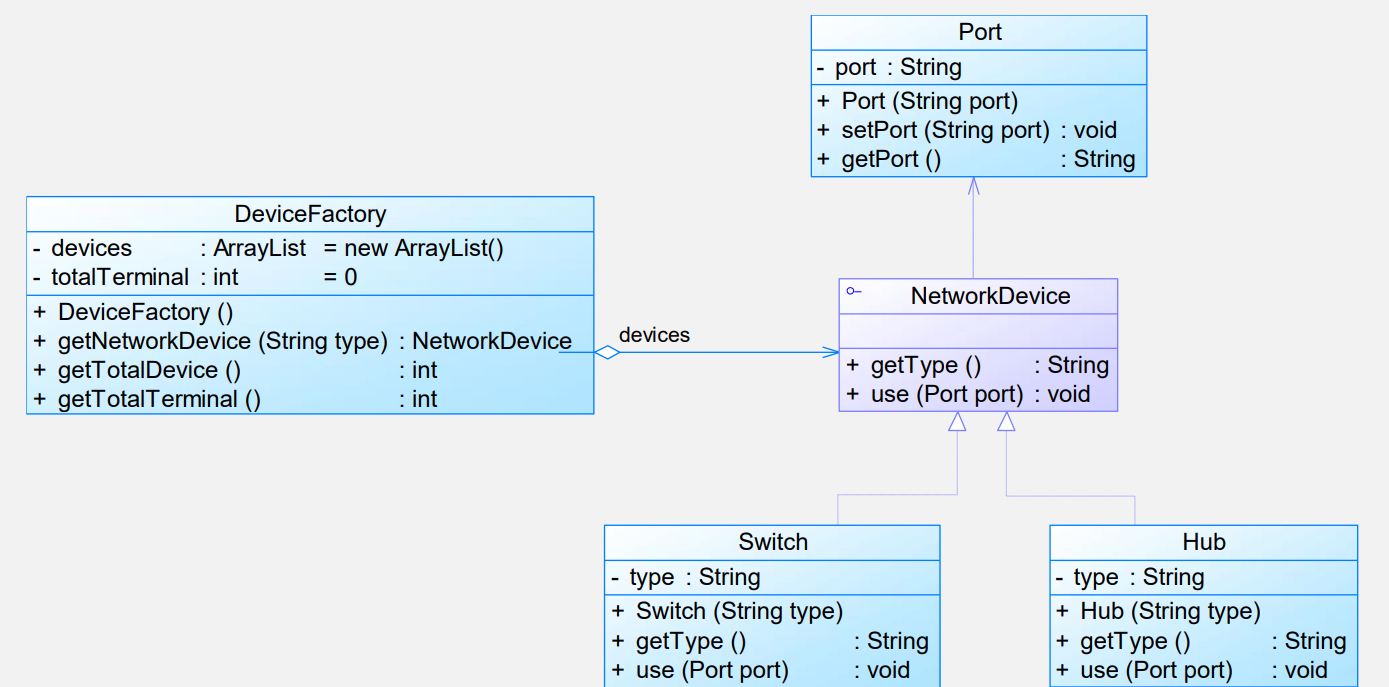 Port
- port : String
+ Port (String port)
+ setPort (String port) : void
+ getPort () : String
DeviceFactory
- devices : ArrayList = new ArrayList()
- totalTerminal : int = 0
+ DeviceFactory ()
+ getNetworkDevice (String type) : NetworkDevice
+ getTotalDevice () : int
+ getTotalTerminal () : int
devices
NetworkDevice
+ getType () : String
+ use (Port port) : void
Switch
- type : String
+ Switch (String type)
+ getType () : String
+ use (Port port) : void
Hub
- type : String
+ Hub (String type)
+ getType () : String
+ use (Port port) : void